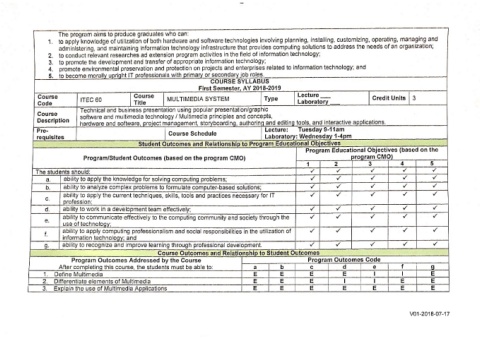 The program aims to produce graduates who can:
1. to apply knowledge of utilization of both hardware and software technologies involving planning, installing, customizing, operating, managing and
administering, and maintaining information technology infrastructure that provides computing solutions to address the needs of an organization;
2. to conduct relevant researches ad extension program activities in the field of information technology;
3. to promote the development and transfer of appropriate information technology;
4. promote environmental preservation and protection on projects and enterprises related to information technology; and
5. to become morally upright IT professionals with primary or secondary job roles.
COURSE SYLLABUS
First Semester, AY 2018-2019
Course Code ITEC 60 Course Title MULTIMEDIA SYSTEM Type Lecture ___ Laboratory ___ Credit Units 3
Course Description Technical and business presentation using popular presentation/graphic
software and multimedia technology / Multimedia principles and concepts,
hardware and software, project management, storyboarding, authoring and editing tools, and interactive applications.
Pre-requisites Course Schedule Lecture: Tuesday 9-11am
Laboratory: Wednesday 1-4pm
Student Outcomes and Relationship to Program Educational Objectives
Program/Student Outcomes (based on the program CMO) Program Educational Objectives (based on the program CMO)
1 2 3 4 5
The students should: ✓ ✓ ✓ ✓ ✓
a. ability to apply the knowledge for solving computing problems; ✓ ✓ ✓ ✓ ✓
b. ability to analyze complex problems to formulate computer-based solutions; ✓ ✓ ✓ ✓ ✓
c. ability to apply the current techniques, skills, tools and practices necessary for IT
profession; ✓ ✓ ✓ ✓ ✓
d. ability to work in a development team effectively; ✓ ✓ ✓ ✓ ✓
e. ability to communicate effectively to the computing community and society through the
use of technology; ✓ ✓ ✓ ✓ ✓
f. ability to apply computing professionalism and social responsibilities in the utilization of
information technology; and ✓ ✓ ✓ ✓ ✓
g. ability to recognize and improve learning through professional development. ✓ ✓ ✓ ✓ ✓
Course Outcomes and Relationship to Student Outcomes
Program Outcomes Addressed by the Course Program Outcomes Code
After completing this course, the students must be able to: a b c d e f g
1. Define Multimedia E E E E I I E
2. Differentiate elements of Multimedia E E E I I E E
3. Explain the use of Multimedia Applications E E E E E E E
V01-2018-07-17